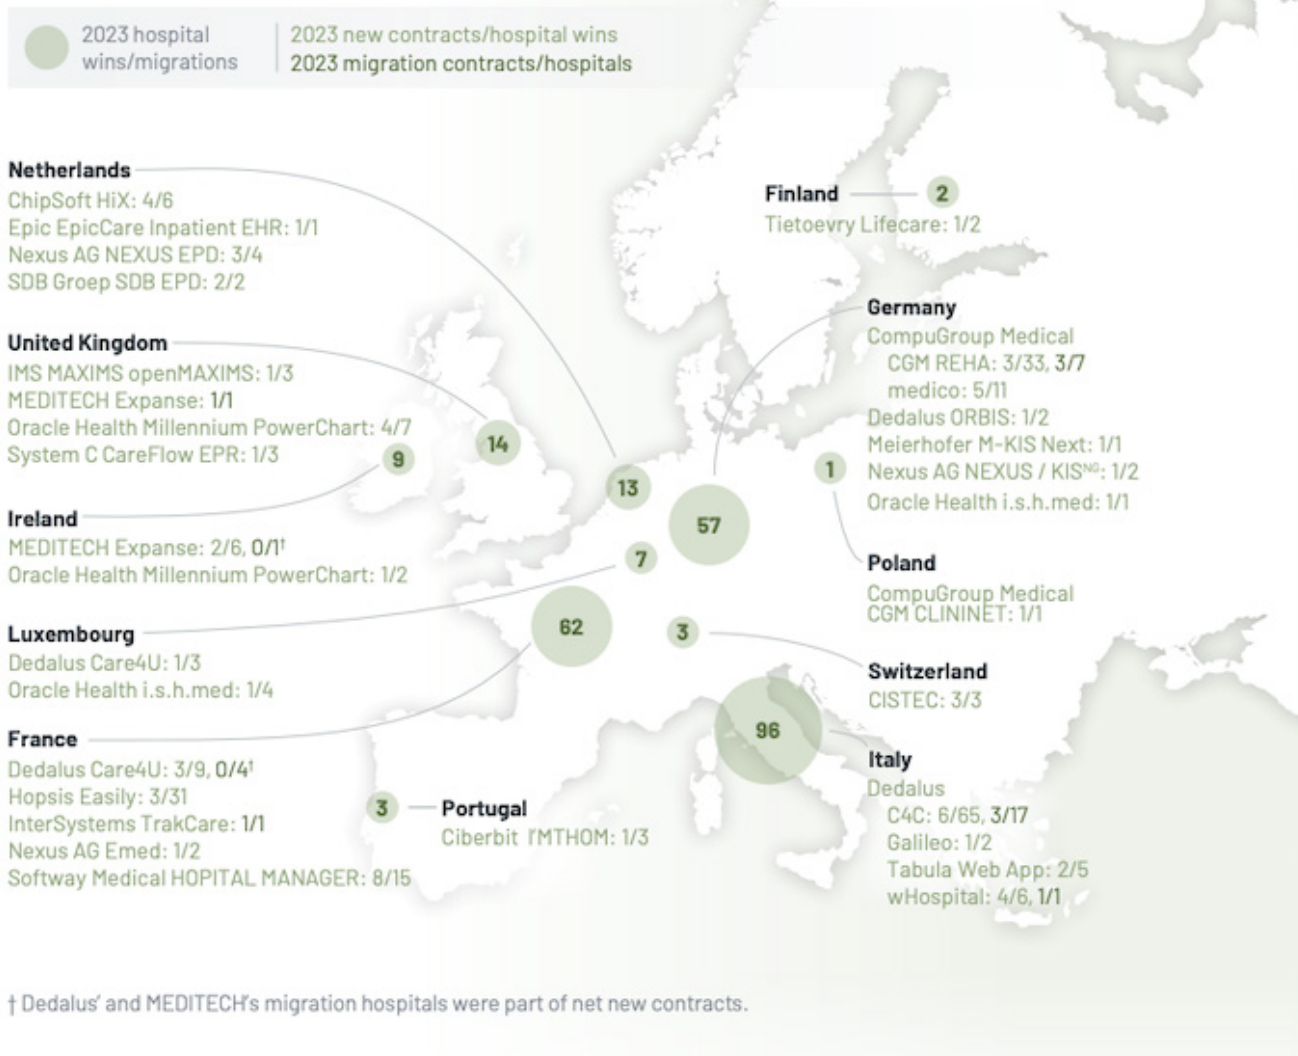 2023 hospital
wins/migrations
2023 new contracts/hospital wins
2023 migration contracts/hospitals
Netherlands
ChipSoft HiX: 4/6
Epic EpicCare Inpatient EHR: 1/1
Nexus AG NEXUS EPD: 3/4
SDB Groep SDB EPD: 2/2
United Kingdom
IMS MAXIMS openMAXIMS: 1/3
MEDITECH Expanse: 1/1
Oracle Health Millennium PowerChart: 4/7
System C CareFlow EPR: 1/3
Ireland
MEDITECH Expanse: 2/6, 0/1†
Oracle Health Millennium PowerChart: 1/2
Luxembourg
Dedalus Care4U: 1/3
Oracle Health i.s.h.med: 1/4
France
Dedalus Care4U: 3/9, 0/4†
Hopsis Easily: 3/31
InterSystems TrakCare: 1/1
Nexus AG Emed: 1/2
Softway Medical HOPITAL MANAGER: 8/15
Portugal
Ciberbit I'MTHOM: 1/3
Finland
Tietoevry Lifecare: 1/2
Germany
CompuGroup Medical
CGM REHA: 3/33, 3/7
medico: 5/11
Dedalus ORBIS: 1/2
Meierhofer M-KIS Next: 1/1
Nexus AG NEXUS / KISᴺᴳ: 1/2
Oracle Health i.s.h.med: 1/1
Poland
CompuGroup Medical
CGM CLININET: 1/1
Switzerland
CISTEC: 3/3
Italy
Dedalus
C4C: 6/65, 3/17
Galileo: 1/2
Tabula Web App: 2/5
wHospital: 4/6, 1/1
2
14
9
13
57
1
7
62
3
96
3
† Dedalus' and MEDITECH's migration hospitals were part of net new contracts.